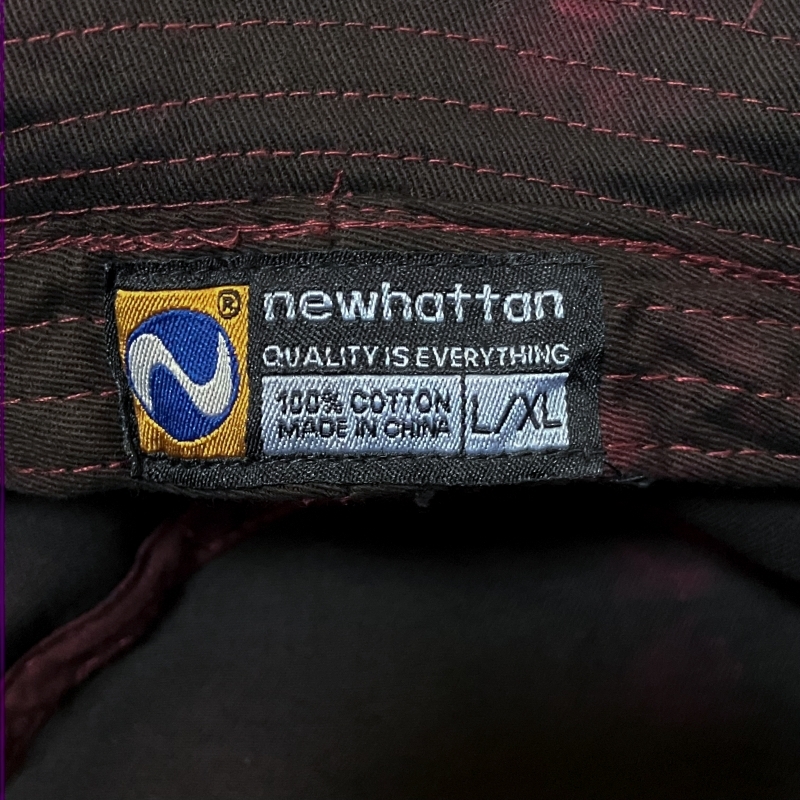 ®
newhattan
QUALITY IS EVERYTHING
100% COTTON
MADE IN CHINA
L/XL